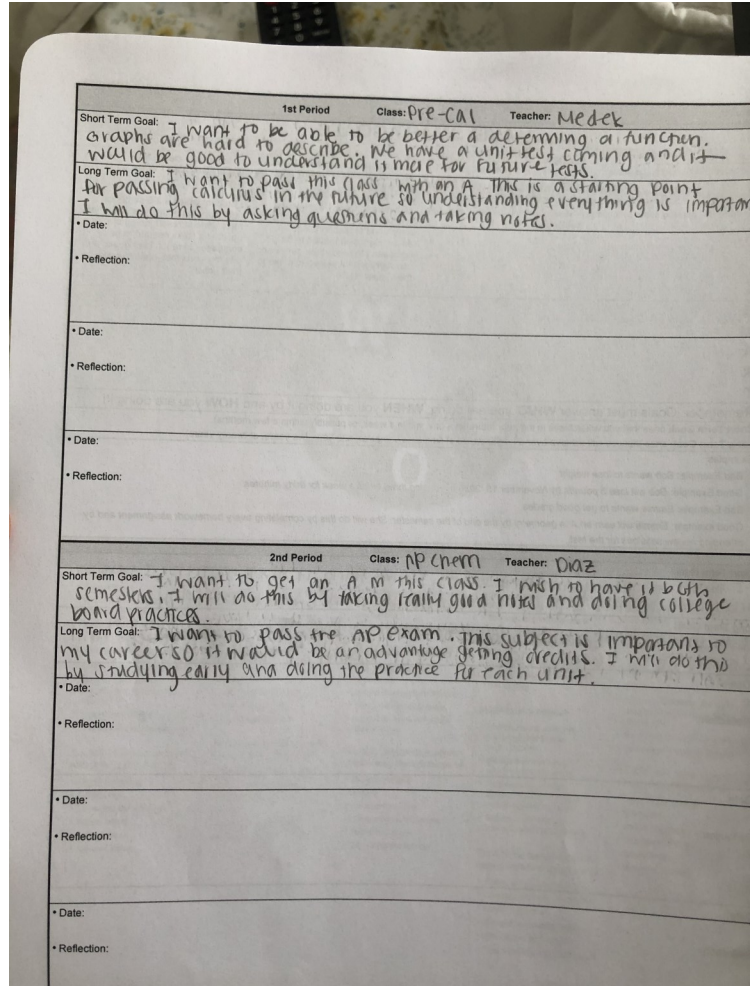 1st Period Class: Pre-Cal Teacher: Medek
Short Term Goal: I want to be able to be better a determing a function.
Graphs are hard to describe. We have a unit test coming and it
would be good to understand is more for future tests.
Long Term Goal: I want to pass this class with an A. This is a starting point
for passing calculus in the future so understanding everything is importan
I will do this by asking questions and taking notes.
• Date:
• Reflection:
• Date:
• Reflection:
• Date:
• Reflection:
2nd Period Class: AP Chem Teacher: Diaz
Short Term Goal: I want to get an A in this class. I wish to have is both
semesters. I will do this by taking really good notes and doing college
board practices.
Long Term Goal: I want to pass the AP exam. This subject is important to
my career so it would be an advantage getting credits. I will do this
by studying early and doing the practice for each unit.
• Date:
• Reflection:
• Date:
• Reflection:
• Date:
• Reflection: